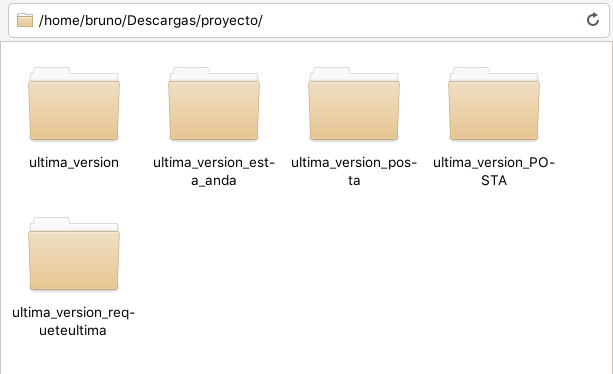 /home/bruno/Descargas/proyecto/
ultima_version
ultima_version_est-
a_anda
ultima_version_pos-
ta
ultima_version_PO-
STA
ultima_version_req-
ueteultima